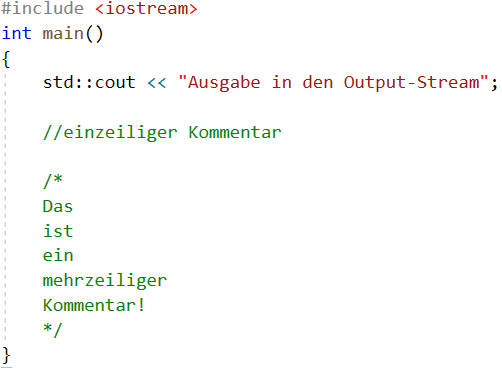 #include <iostream>
int main()
{
std::cout << "Ausgabe in den Output-Stream";
//einzeiliger Kommentar
/*
Das
ist
ein
mehrzeiliger
Kommentar!
*/
}